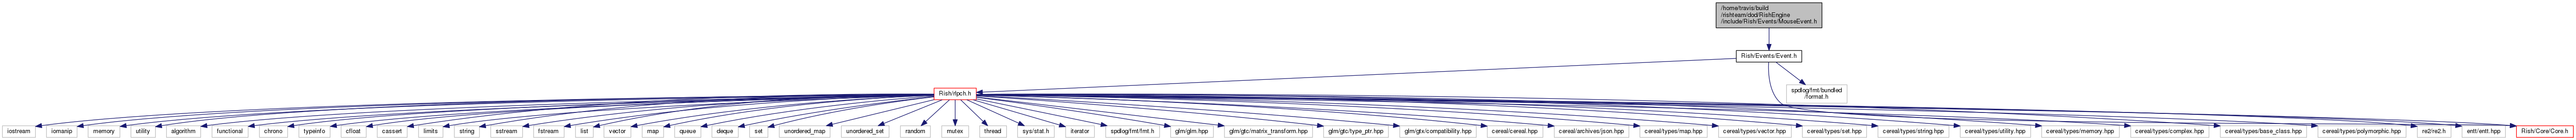 /home/travis/build
/rishteam/dod/RishEngine
/include/Rish/Events/MouseEvent.h
Rish/Events/Event.h
Rish/rlpch.h
spdlog/fmt/bundled
/format.h
iostream
iomanip
memory
utility
algorithm
functional
chrono
typeinfo
cfloat
cassert
limits
string
sstream
fstream
list
vector
map
queue
deque
set
unordered_map
unordered_set
random
mutex
thread
sys/stat.h
iterator
spdlog/fmt/fmt.h
glm/glm.hpp
glm/gtc/matrix_transform.hpp
glm/gtc/type_ptr.hpp
glm/gtx/compatibility.hpp
cereal/cereal.hpp
cereal/archives/json.hpp
cereal/types/map.hpp
cereal/types/vector.hpp
cereal/types/set.hpp
cereal/types/string.hpp
cereal/types/utility.hpp
cereal/types/memory.hpp
cereal/types/complex.hpp
cereal/types/base_class.hpp
cereal/types/polymorphic.hpp
re2/re2.h
entt/entt.hpp
Rish/Core/Core.h